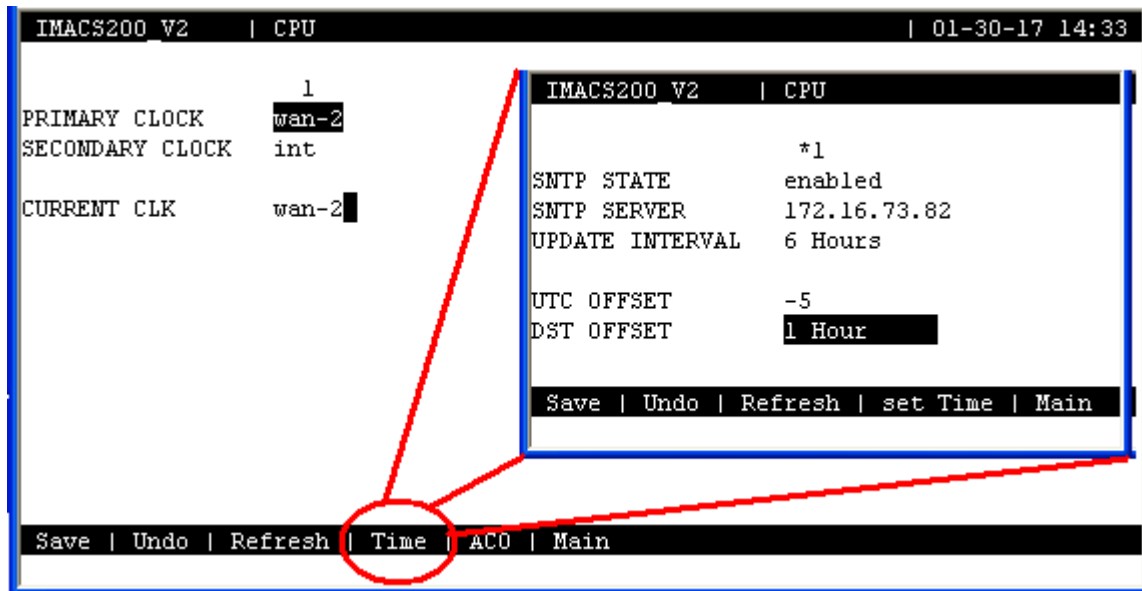 IMACS200_V2 | CPU | 01-30-17 14:33
1
PRIMARY CLOCK wan-2
SECONDARY CLOCK int
CURRENT CLK wan-2
IMACS200 V2 | CPU
*1
SNTP STATE enabled
SNTP SERVER 172.16.73.82
UPDATE INTERVAL 6 Hours
UTC OFFSET -5
DST OFFSET 1 Hour
Save | Undo | Refresh | set Time | Main
Save | Undo | Refresh | Time | ACO | Main